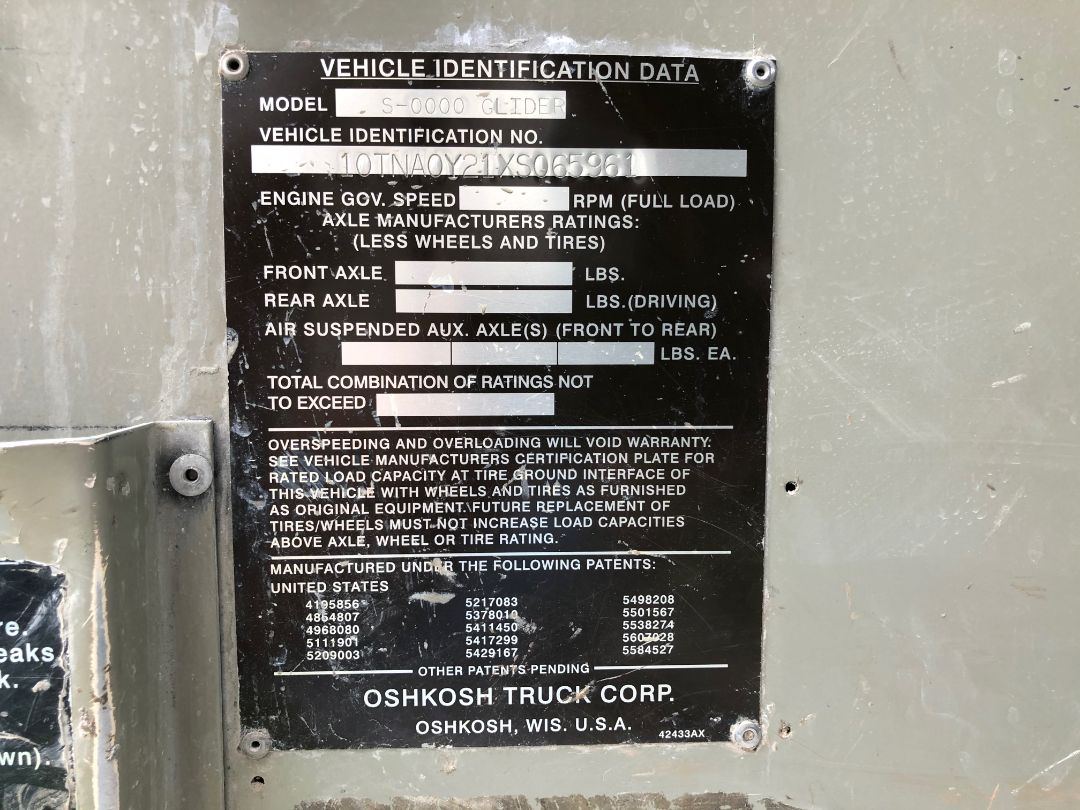 VEHICLE IDENTIFICATION DATA
MODEL S-0000 GLIDER
VEHICLE IDENTIFICATION NO.
10TNA0Y21XS065961
ENGINE GOV. SPEED RPM (FULL LOAD)
AXLE MANUFACTURERS RATINGS:
(LESS WHEELS AND TIRES)
FRONT AXLE LBS.
REAR AXLE LBS. (DRIVING)
AIR SUSPENDED AUX. AXLE(S) (FRONT TO REAR)
LBS. EA.
TOTAL COMBINATION OF RATINGS NOT
TO EXCEED
OVERSPEEDING AND OVERLOADING WILL VOID WARRANTY.
SEE VEHICLE MANUFACTURERS CERTIFICATION PLATE FOR
RATED LOAD CAPACITY AT TIRE GROUND INTERFACE OF
THIS VEHICLE WITH WHEELS AND TIRES AS FURNISHED
AS ORIGINAL EQUIPMENT. FUTURE REPLACEMENT OF
TIRES/WHEELS MUST NOT INCREASE LOAD CAPACITIES
ABOVE AXLE, WHEEL OR TIRE RATING.
MANUFACTURED UNDER THE FOLLOWING PATENTS:
UNITED STATES
4195856 5217083 5498208
4864807 5378010 5501567
4968080 5411450 5538274
5111901 5417299 5607028
5209003 5429167 5584527
OTHER PATENTS PENDING
OSHKOSH TRUCK CORP.
OSHKOSH, WIS. U.S.A.
42433AX
re.
eaks
k.
wn).